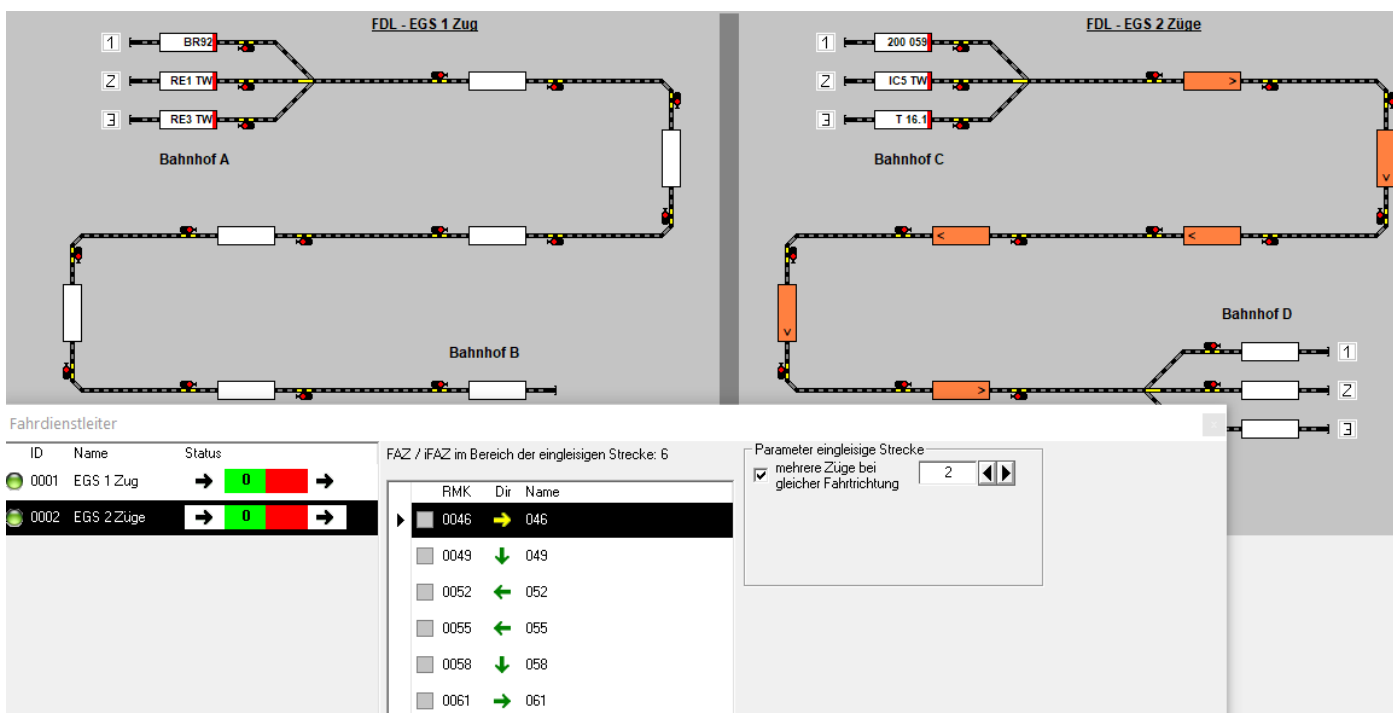 FDL - EGS 1 Zug
1 BR92
2 RE1 TW
3 RE3 TW
Bahnhof A
Bahnhof B
FDL - EGS 2 Züge
1 200 059
2 IC5 TW >
3 T 16.1
Bahnhof C
v
< <
v
Bahnhof D
1
> 2
3
Fahrdienstleiter
ID Name Status
0001 EGS 1 Zug 0
0002 EGS 2 Züge 0
FAZ / iFAZ im Bereich der eingleisigen Strecke: 6
RMK Dir Name
0046 046
0049 049
0052 052
0055 055
0058 058
0061 061
Parameter eingleisige Strecke
mehrere Züge bei
gleicher Fahrtrichtung 2